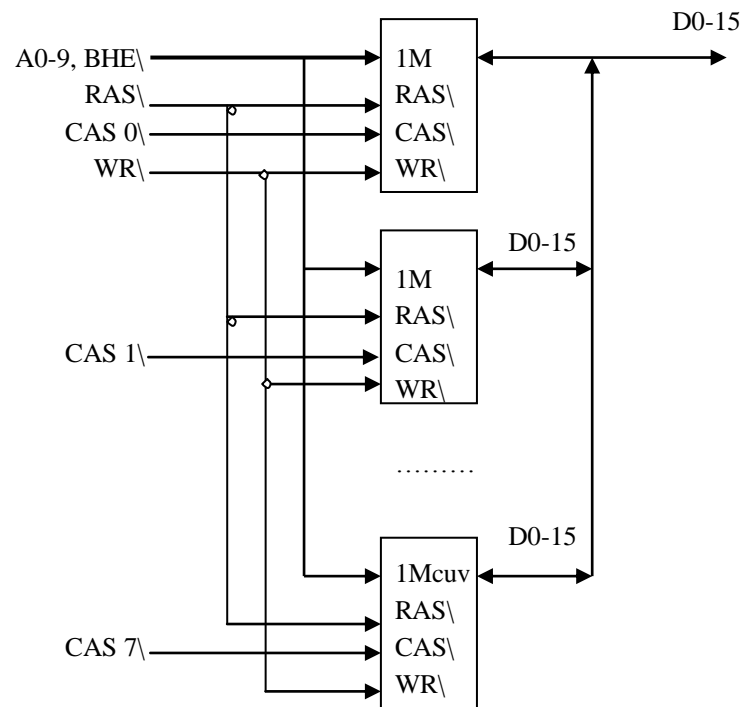 D0-15
A0-9, BHE\
RAS\
CAS 0\
WR\
1M
RAS\
CAS\
WR\
D0-15
CAS 1\
1M
RAS\
CAS\
WR\
.........
D0-15
CAS 7\
1Mcuv
RAS\
CAS\
WR\